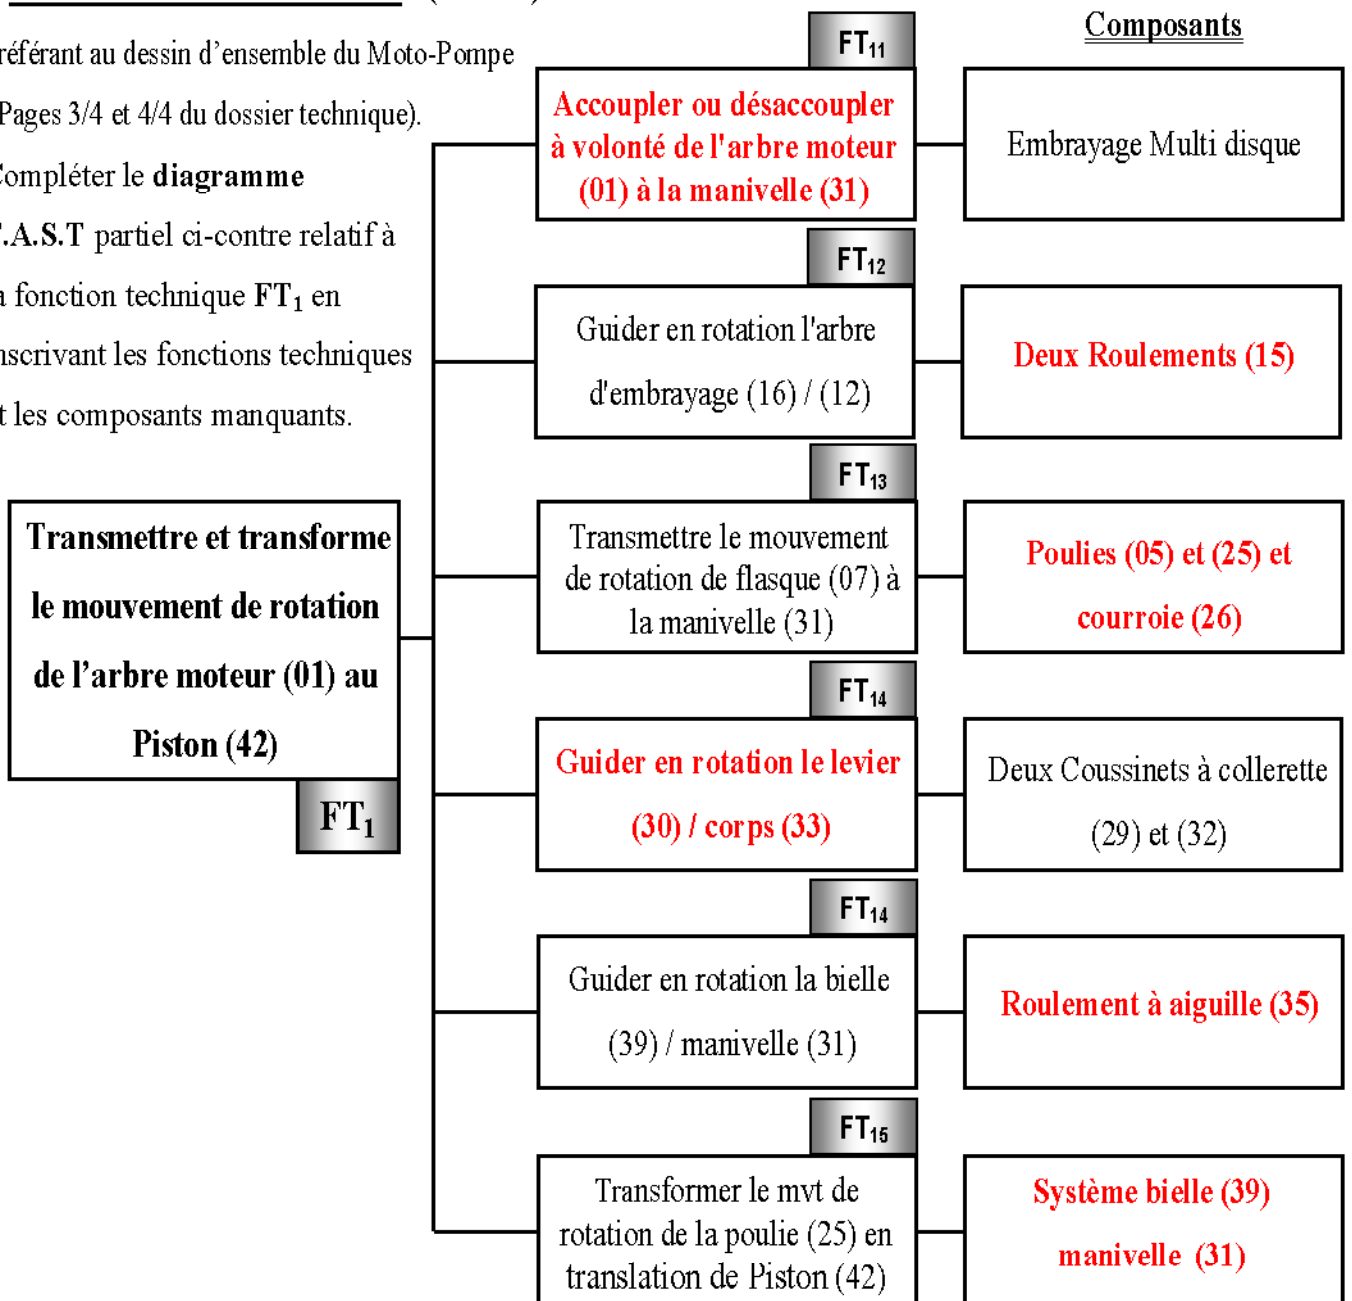 référant au dessin d'ensemble du Moto-Pompe
Pages 3/4 et 4/4 du dossier technique).
Compléter le diagramme
F.A.S.T partiel ci-contre relatif à
la fonction technique FT1 en
inscrivant les fonctions techniques
et les composants manquants.
Transmettre et transforme
le mouvement de rotation
de l'arbre moteur (01) au
Piston (42)
FT1
Composants
FT11
Accoupler ou désaccoupler
à volonté de l'arbre moteur
(01) à la manivelle (31)
Embrayage Multi disque
FT12
Guider en rotation l'arbre
d'embrayage (16) / (12)
Deux Roulements (15)
FT13
Transmettre le mouvement
de rotation de flasque (07) à
la manivelle (31)
Poulies (05) et (25) et
courroie (26)
FT14
Guider en rotation le levier
(30) / corps (33)
Deux Coussinets à collerette
(29) et (32)
FT14
Guider en rotation la bielle
(39) / manivelle (31)
Roulement à aiguille (35)
FT15
Transformer le mvt de
rotation de la poulie (25) en
translation de Piston (42)
Système bielle (39)
manivelle (31)